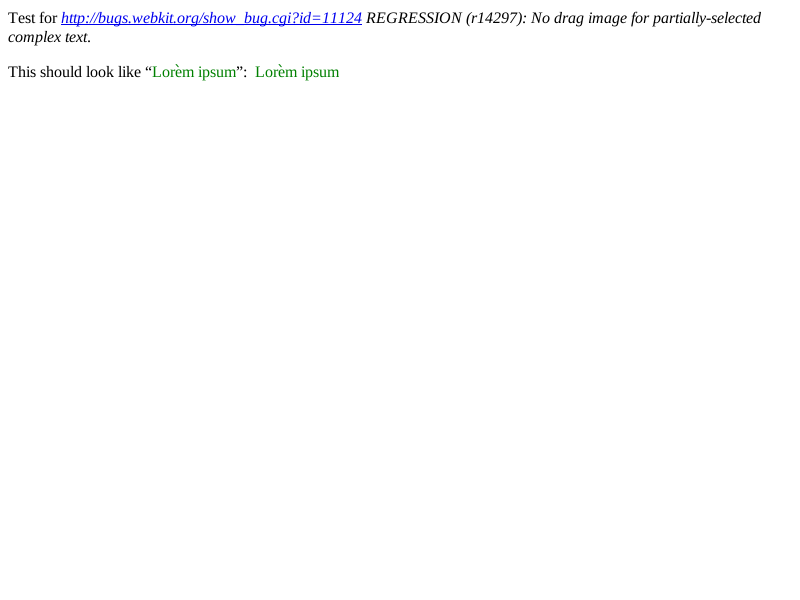 Test for http://bugs.webkit.org/show_bug.cgi?id=11124 REGRESSION (r14297): No drag image for partially-selected
complex text.
This should look like “Lorèm ipsum”: Lorèm ipsum